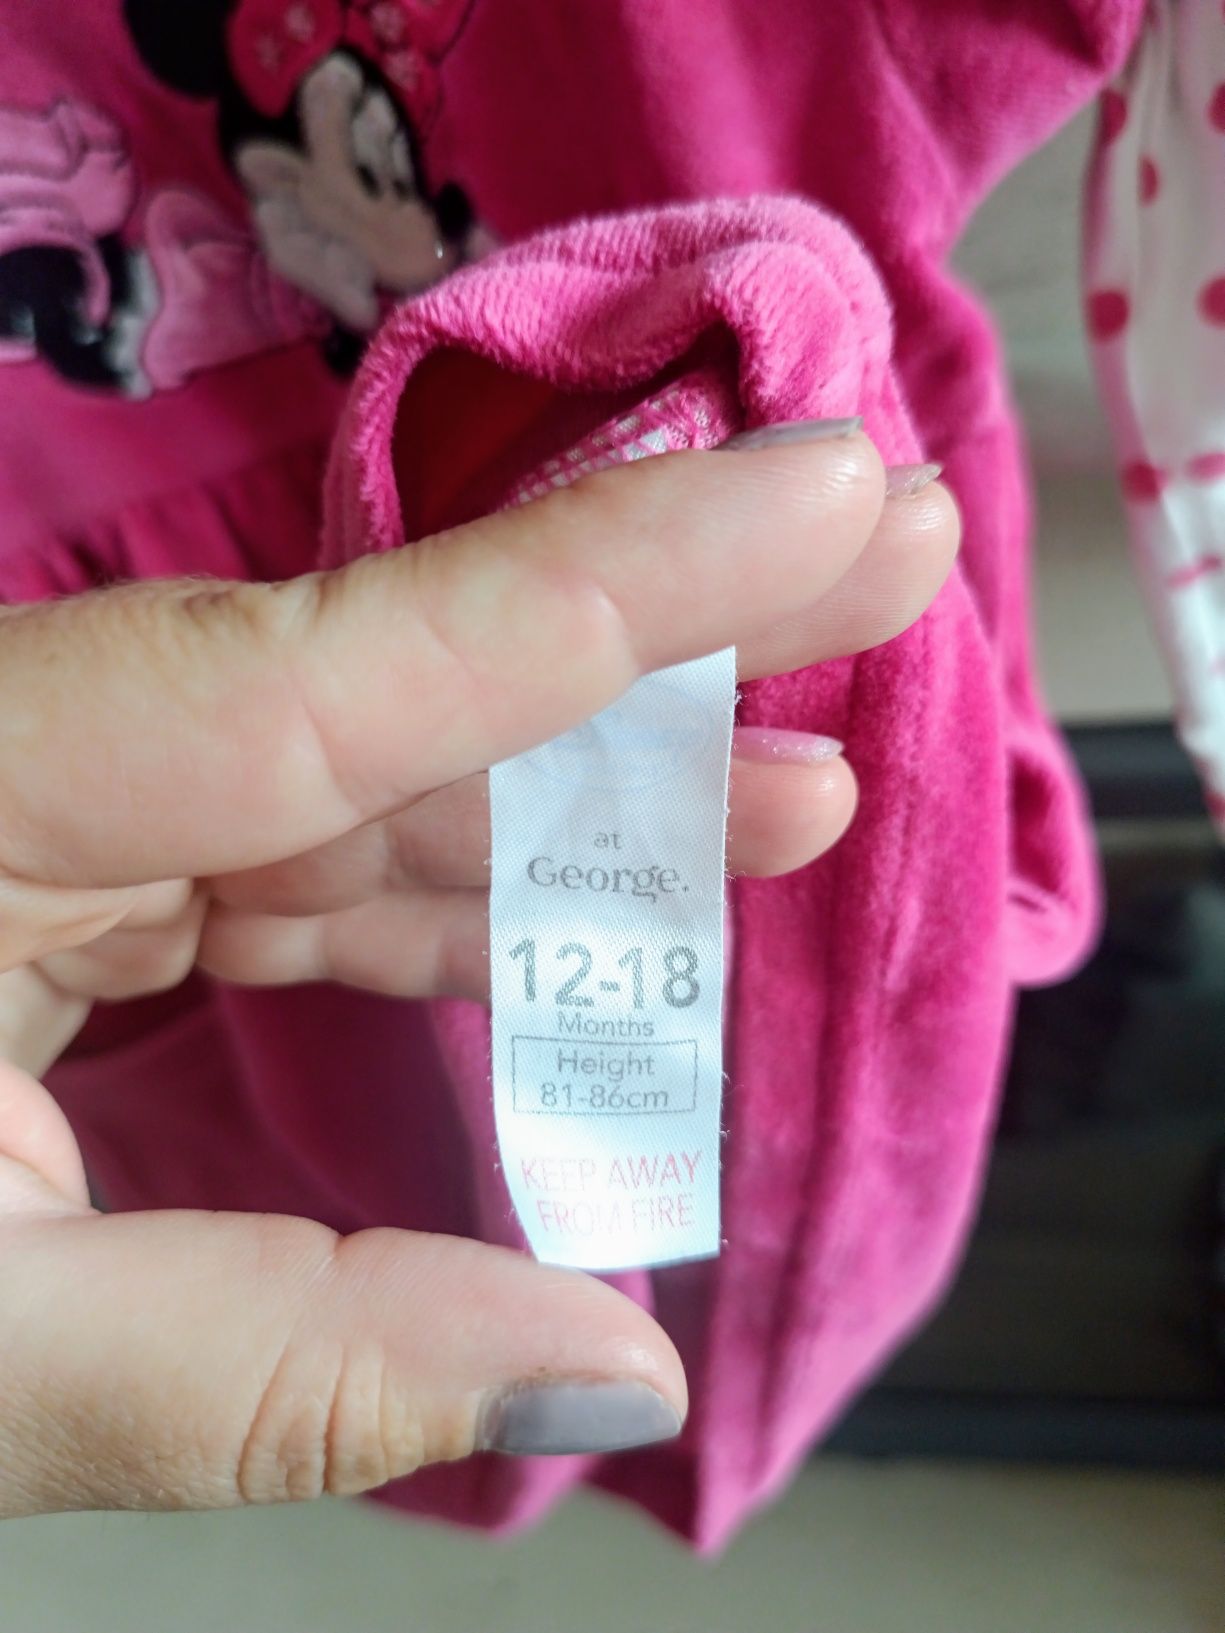 at
George.
12-18
Months
Height
81-86cm
KEEP AWAY
FROM FIRE